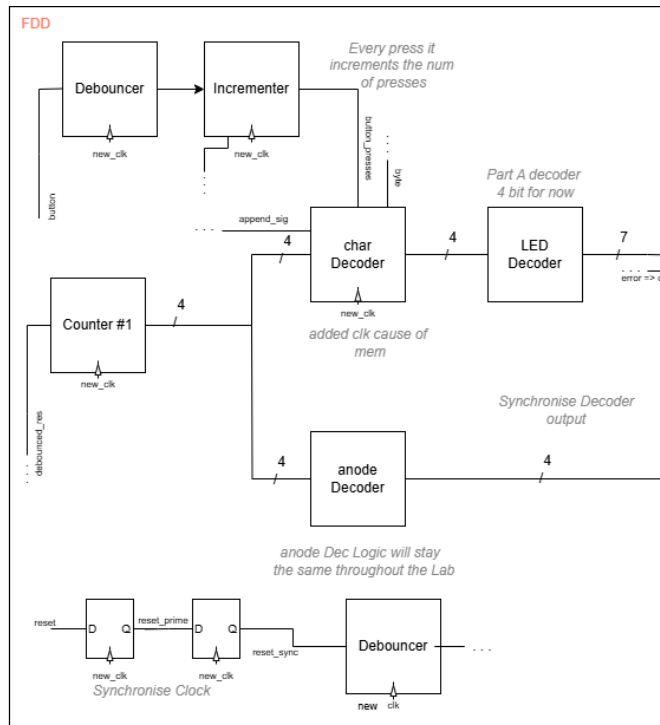 FDD
Every press it
increments the num
of presses
Debouncer
Incrementer
new_clk
new_clk
button
. . .
button_presses
. . .
byte
Part A decoder
4 bit for now
. . .
append_sig
4
char
Decoder
4
LED
Decoder
7
. . . .
error => c
new_clk
added clk cause of
mem
Counter #1
4
new_clk
debounced_res
. . .
Synchronise Decoder
output
4
anode
Decoder
4
anode Dec Logic will stay
the same throughout the Lab
reset
D
Q
reset_prime
D
Q
reset_sync
Debouncer
. . .
new_clk
new_clk
Synchronise Clock
new
clk